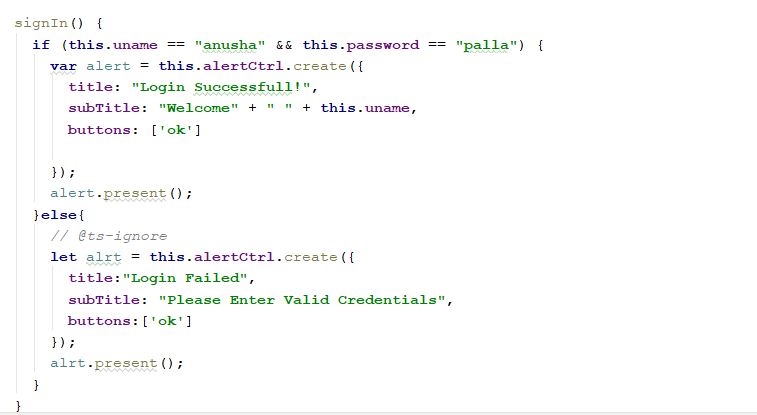 signIn() {
if (this.uname == "anusha" && this.password == "palla") {
var alert = this.alertCtrl.create({
title: "Login Successfull!",
subTitle: "Welcome" + " " + this.uname,
buttons: ['ok']
});
alert.present();
}else{
// @ts-ignore
let alrt = this.alertCtrl.create({
title:"Login Failed",
subTitle: "Please Enter Valid Credentials",
buttons:['ok']
});
alrt.present();
}
}